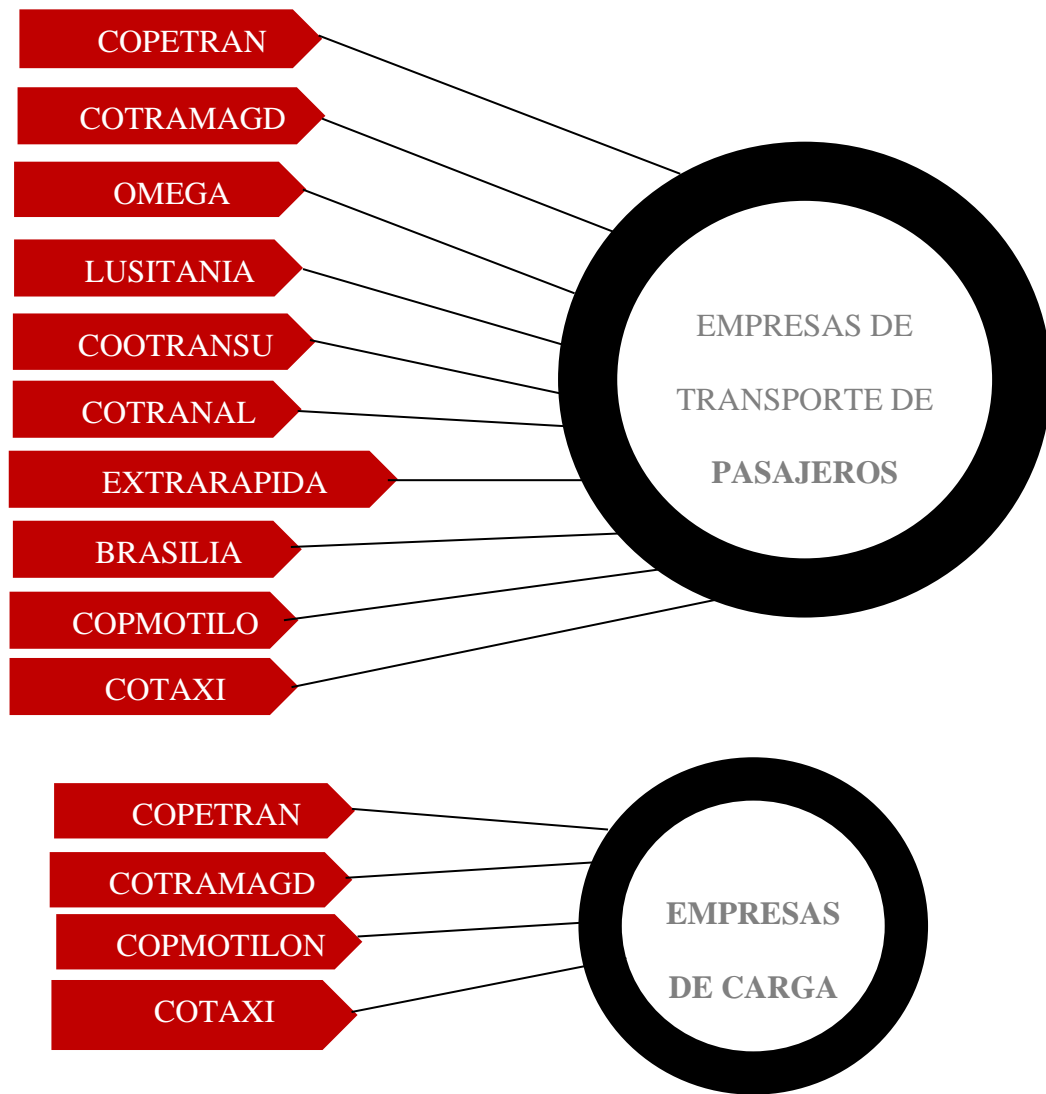 COPETRAN
COTRAMAGD
OMEGA
LUSITANIA
COOTRANSU
COTRANAL
EXTRARAPIDA
BRASILIA
COPMOTILO
COTAXI
EMPRESAS DE
TRANSPORTE DE
PASAJEROS
COPETRAN
COTRAMAGD
COPMOTILON
COTAXI
EMPRESAS
DE CARGA